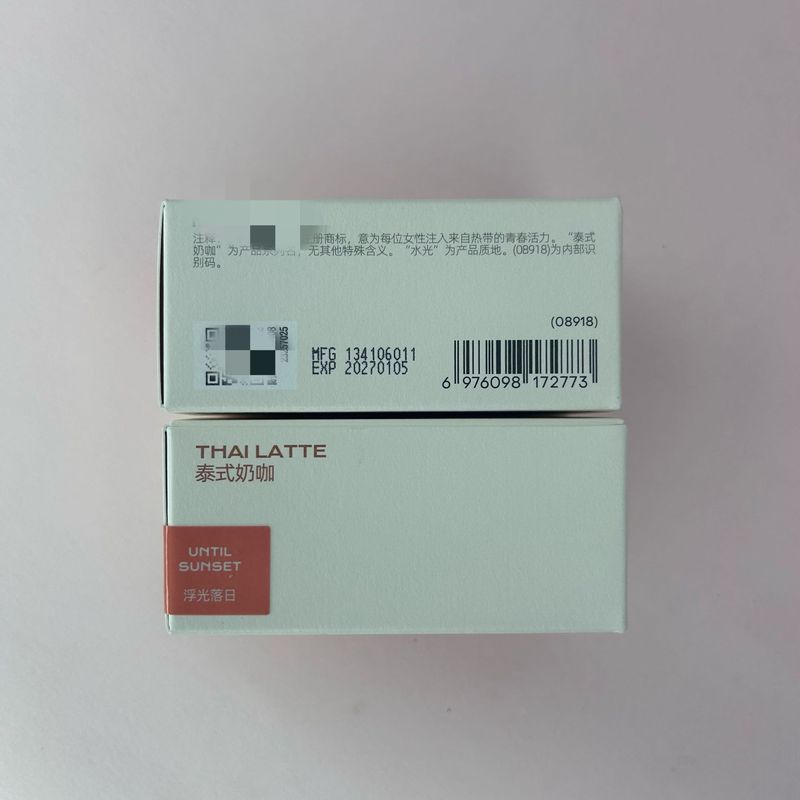 注释： 册商标，意为每位女性注入来自热带的青春活力。“泰式
奶咖”为产品系列名，无其他特殊含义。“水光”为产品质地。(08918)为内部识
别码。
(08918)
MFG 134106011
EXP 20270105
6 976098 172773
THAI LATTE
泰式奶咖
UNTIL
SUNSET
浮光落日